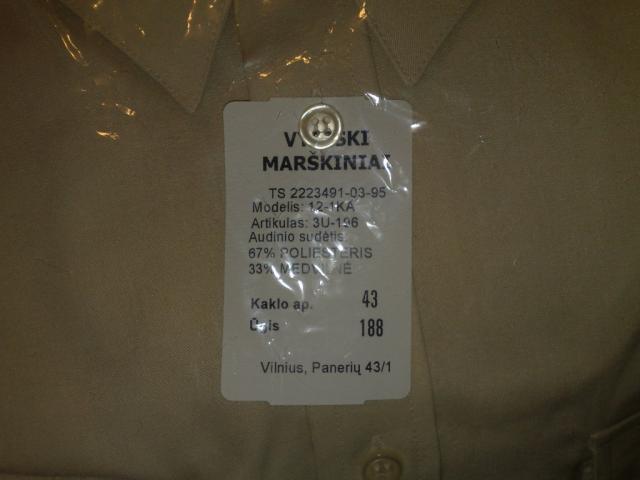 MARŠKINIAI
TS 2223491-03-95
Modelis: 12-1KA
Artikulas: 3U-196
Audinio sudėtis:
67% POLIESTERIS
33% MEDVILNĖ
Kaklo ap. 43
Ūgis 188
Vilnius, Panerių 43/1